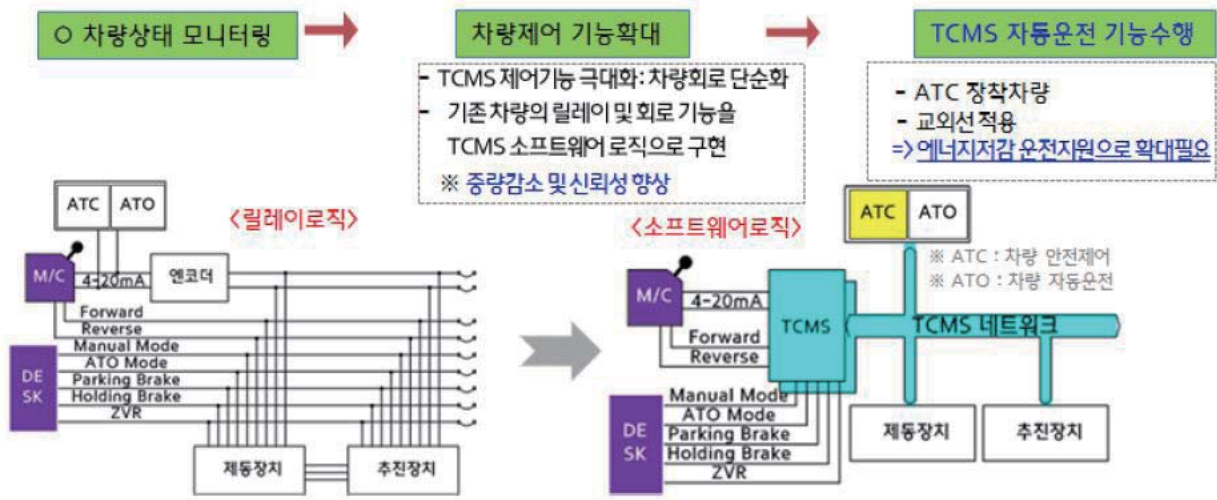 ○ 차량상태 모니터링
차량제어 기능확대
TCMS 자동운전 기능수행
- TCMS 제어기능 극대화: 차량회로 단순화
- 기존 차량의 릴레이 및 회로 기능을
TCMS 소프트웨어 로직으로 구현
※ 중량감소 및 신뢰성 향상
- ATC 장착차량
- 교외선 적용
=> 에너지저감 운전지원으로 확대필요
<릴레이로직>
ATC ATO
M/C
4-20mA
엔코더
Forward
Reverse
DE
SK
Manual Mode
ATO Mode
Parking Brake
Holding Brake
ZVR
제동장치
추진장치
<소프트웨어로직>
ATC ATO
※ ATC : 차량 안전제어
※ ATO : 차량 자동운전
M/C
4-20mA
Forward
Reverse
TCMS
TCMS 네트워크
DE
SK
Manual Mode
ATO Mode
Parking Brake
Holding Brake
ZVR
제동장치
추진장치